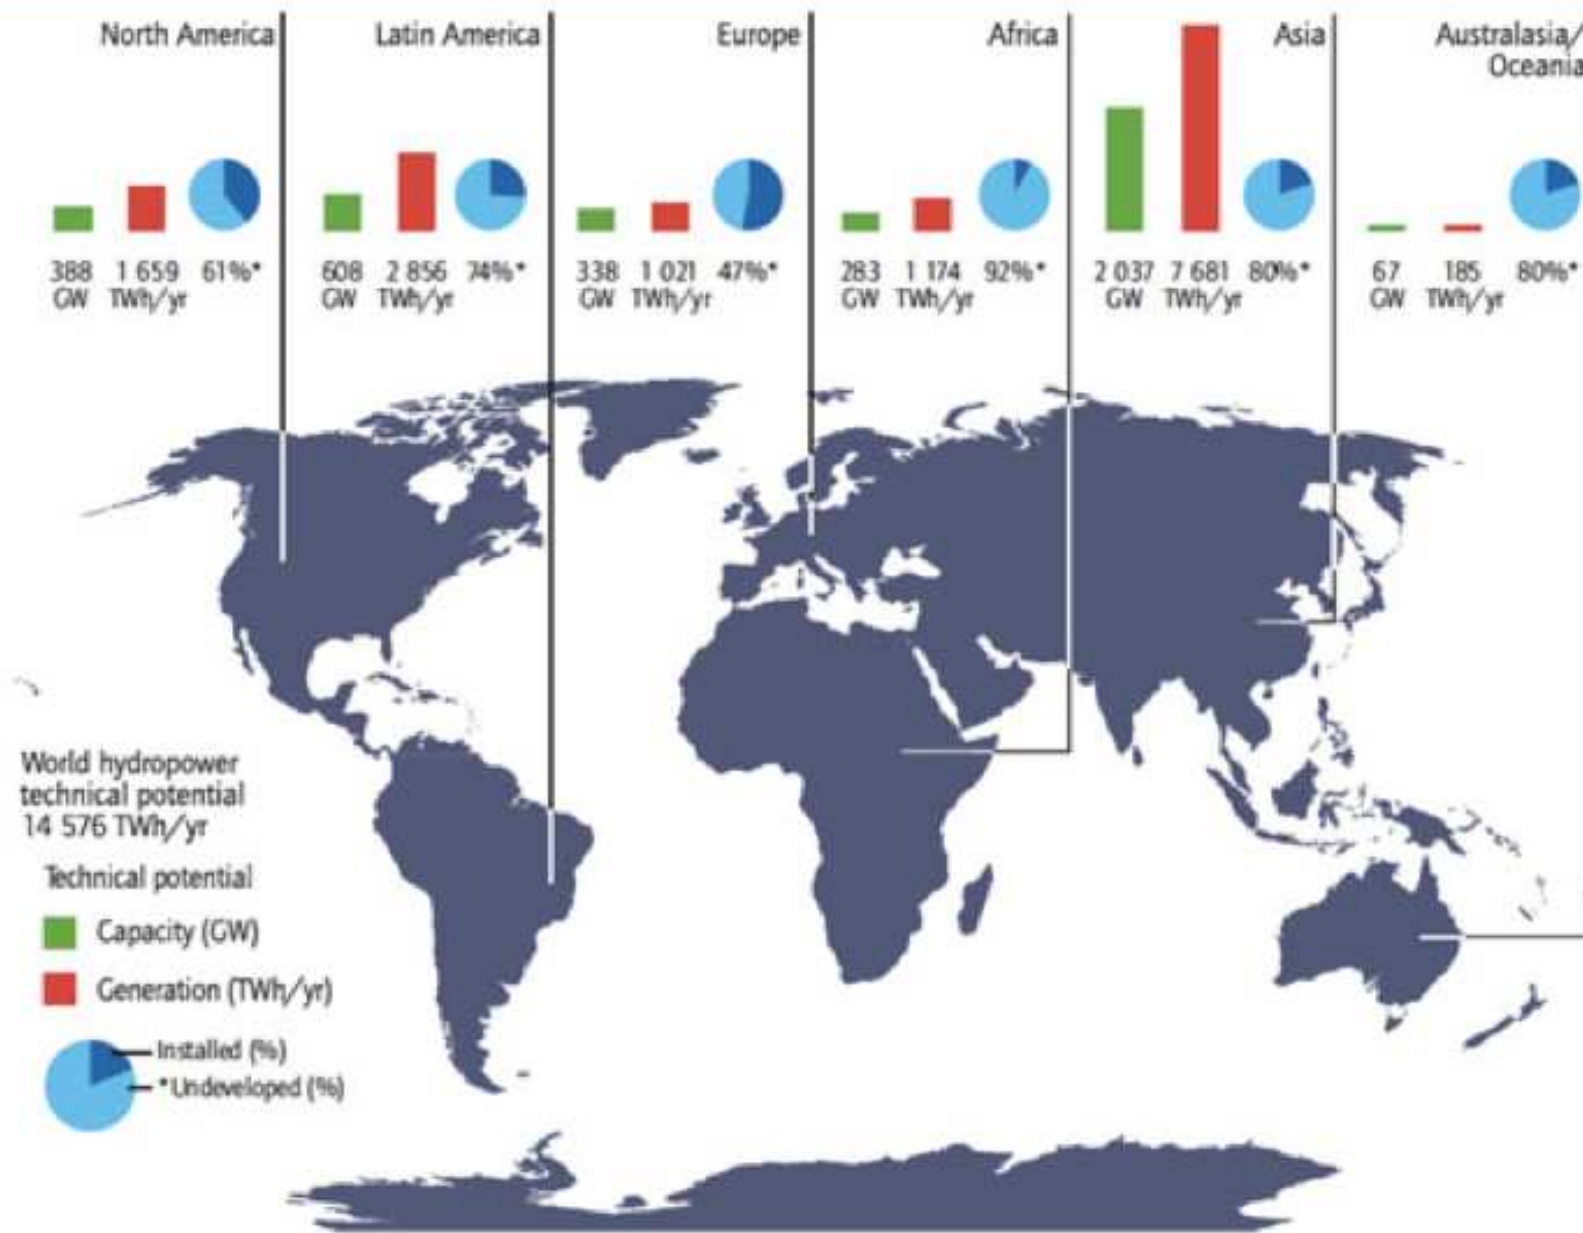 North America
388
GW
1 659
TWh/yr
61%*
Latin America
608
GW
2 856
TWh/yr
74%*
Europe
338
GW
1 021
TWh/yr
47%*
Africa
283
GW
1 174
TWh/yr
92%*
Asia
2 037
GW
7 681
TWh/yr
80%*
Australasia/
Oceania
67
GW
185
TWh/yr
80%*
World hydropower
technical potential
14 576 TWh/yr
Technical potential
Capacity (GW)
Generation (TWh/yr)
Installed (%)
*Undeveloped (%)